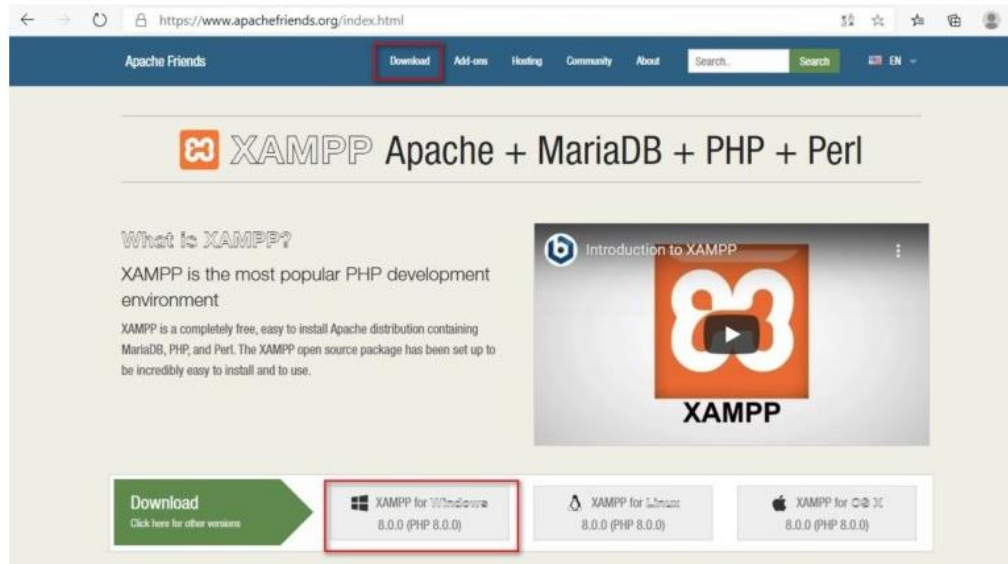 https://www.apachefriends.org/index.html
Apache Friends Download Add-ons Hosting Community About Search... Search EN
XAMPP Apache + MariaDB + PHP + Perl
What is XAMPP?
XAMPP is the most popular PHP development
environment
XAMPP is a completely free, easy to install Apache distribution containing
MariaDB, PHP, and Perl. The XAMPP open source package has been set up to
be incredibly easy to install and to use.
Introduction to XAMPP
XAMPP
Download
Click here for other versions
XAMPP for Windows
8.0.0 (PHP 8.0.0)
XAMPP for Linux
8.0.0 (PHP 8.0.0)
XAMPP for OS X
8.0.0 (PHP 8.0.0)